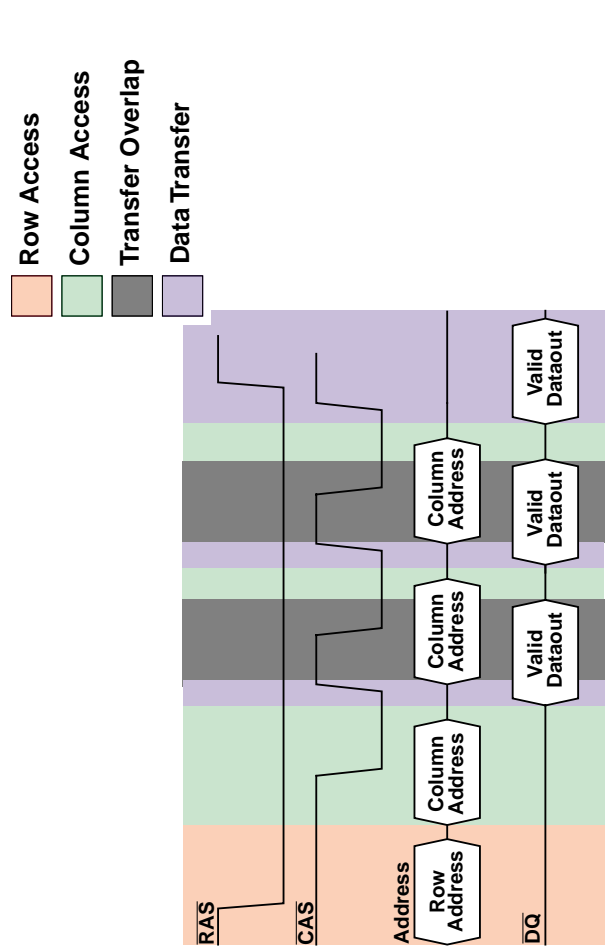 Row Access
Column Access
Transfer Overlap
Data Transfer
RAS
CAS
Address
Row
Address
Column
Address
Column
Address
Column
Address
DQ
Valid
Dataout
Valid
Dataout
Valid
Dataout